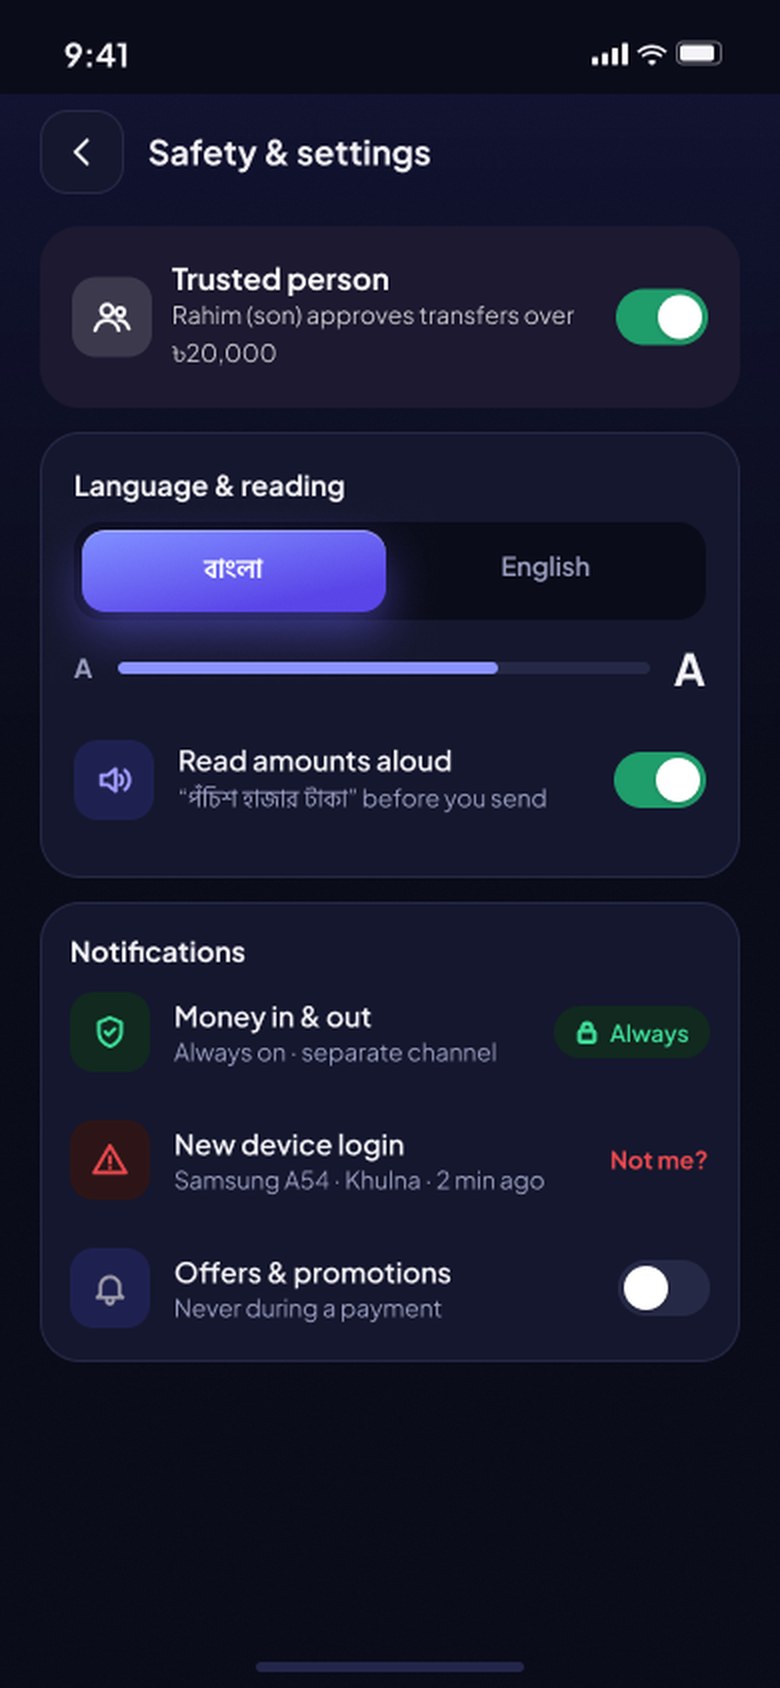 9:41
Safety & settings
Trusted person
Rahim (son) approves transfers over
৳20,000
Language & reading
বাংলা
English
A
A
Read amounts aloud
“পঁচিশ হাজার টাকা” before you send
Notifications
Money in & out
Always on · separate channel
Always
New device login
Samsung A54 · Khulna · 2 min ago
Not me?
Offers & promotions
Never during a payment